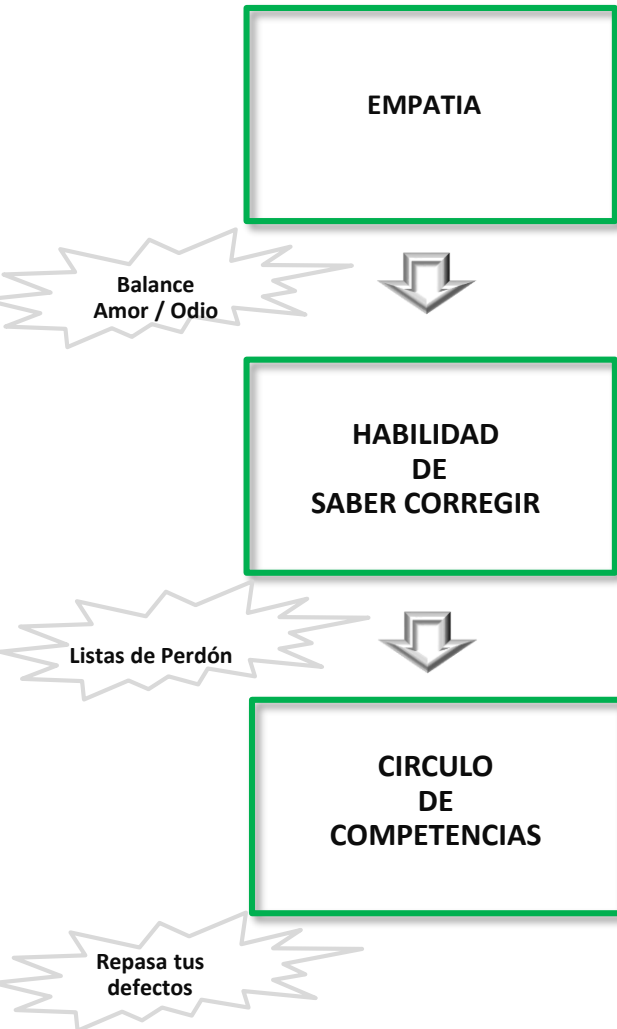 EMPATIA
Balance
Amor / Odio
HABILIDAD
DE
SABER CORREGIR
Listas de Perdón
CIRCULO
DE
COMPETENCIAS
Repasa tus
defectos